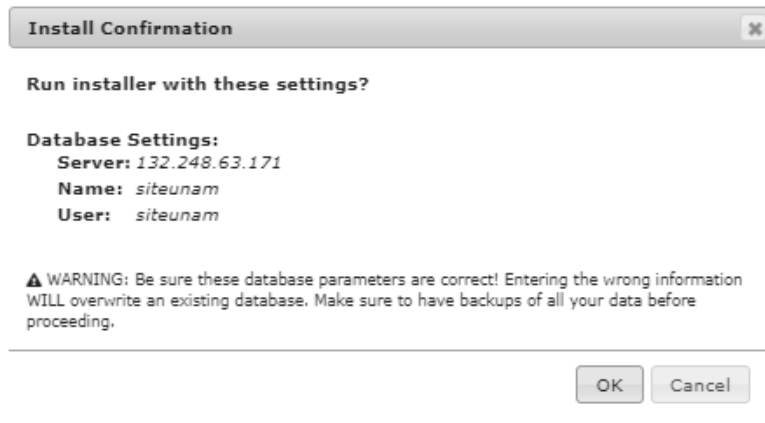 Install Confirmation
Run installer with these settings?
Database Settings:
Server: 132.248.63.171
Name: siteunam
User: siteunam
WARNING: Be sure these database parameters are correct! Entering the wrong information
WILL overwrite an existing database. Make sure to have backups of all your data before
proceeding.
OK Cancel